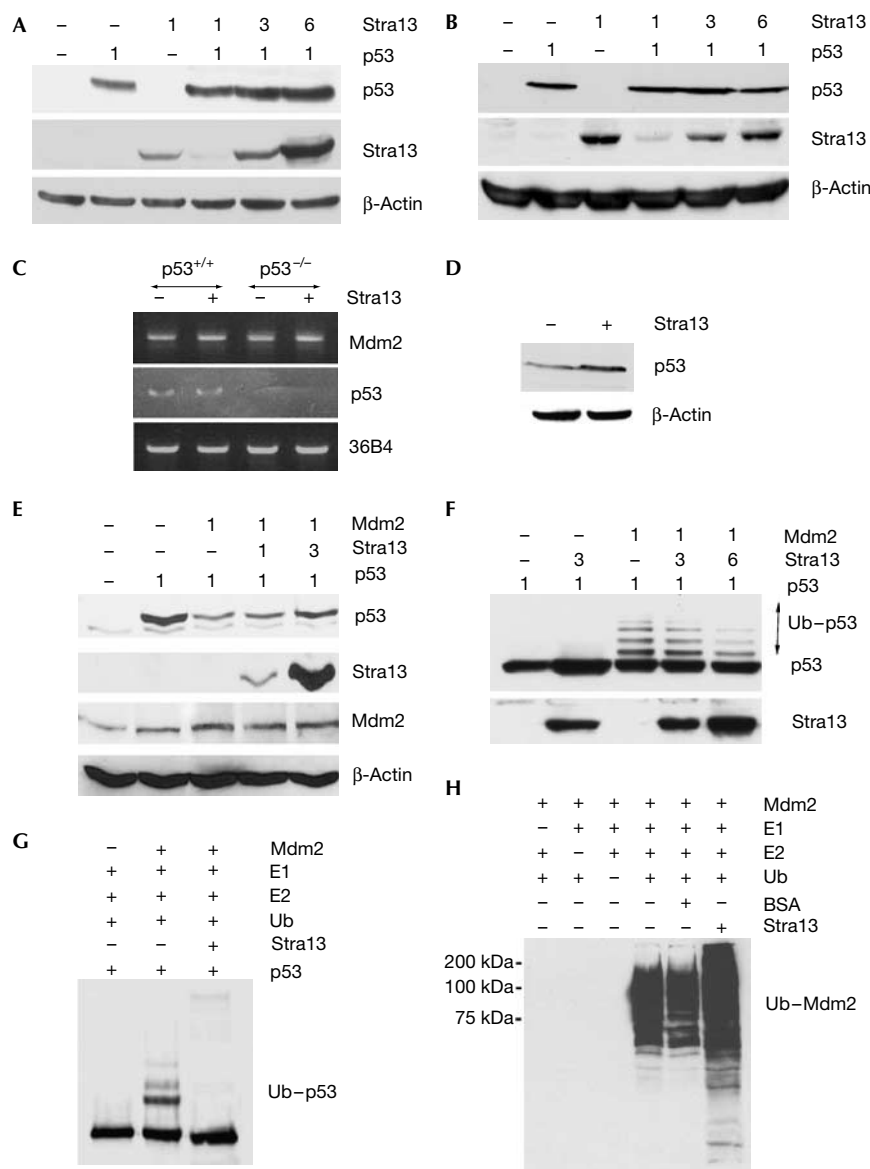 A
– – 1 1 3 6 Stra13
– 1 – 1 1 1 p53
p53
Stra13
β-Actin
B
– – 1 1 3 6 Stra13
– 1 – 1 1 1 p53
p53
Stra13
β-Actin
C
p53+/+ p53−/−
– + – + Stra13
Mdm2
p53
36B4
D
– + Stra13
p53
β-Actin
E
– – 1 1 1 Mdm2
– – – 1 3 Stra13
– 1 1 1 1 p53
p53
Stra13
Mdm2
β-Actin
F
– – 1 1 1 Mdm2
– 3 – 3 6 Stra13
1 1 1 1 1 p53
Ub–p53
p53
Stra13
G
– + + Mdm2
+ + + E1
+ + + E2
+ + + Ub
– – + Stra13
+ + + p53
Ub–p53
H
+ + + + + + Mdm2
– + + + + + E1
+ – + + + + E2
+ + – + + + Ub
– – – – + – BSA
– – – – – + Stra13
200 kDa-
100 kDa-
75 kDa-
Ub–Mdm2